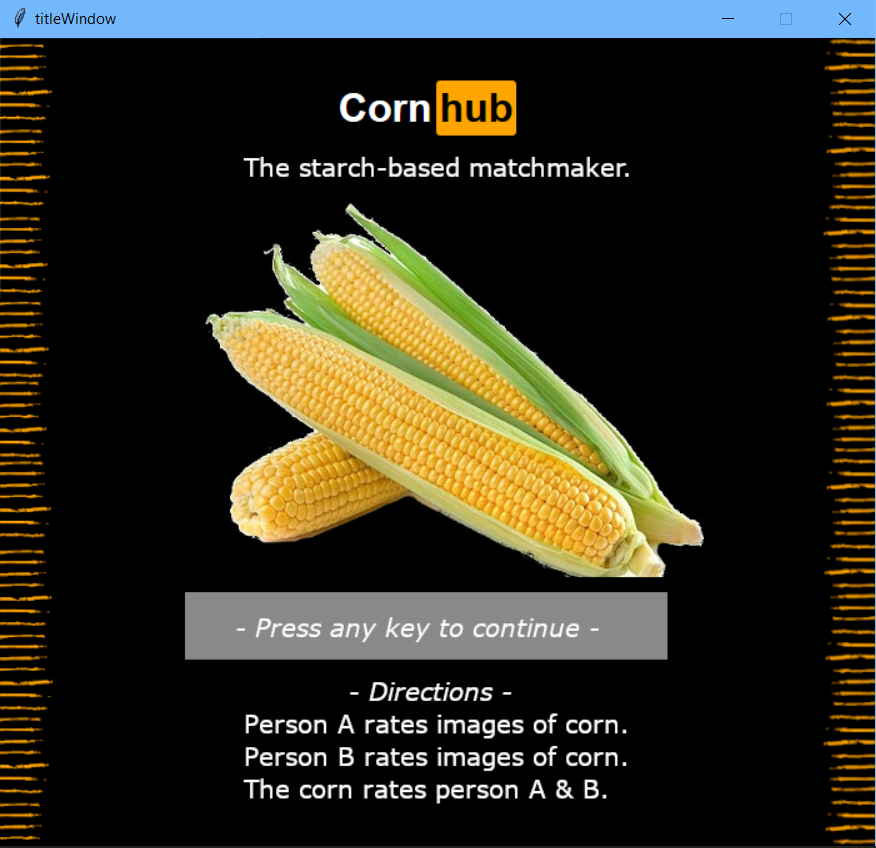 titleWindow
Corn hub
The starch-based matchmaker.
- Press any key to continue -
- Directions -
Person A rates images of corn.
Person B rates images of corn.
The corn rates person A & B.